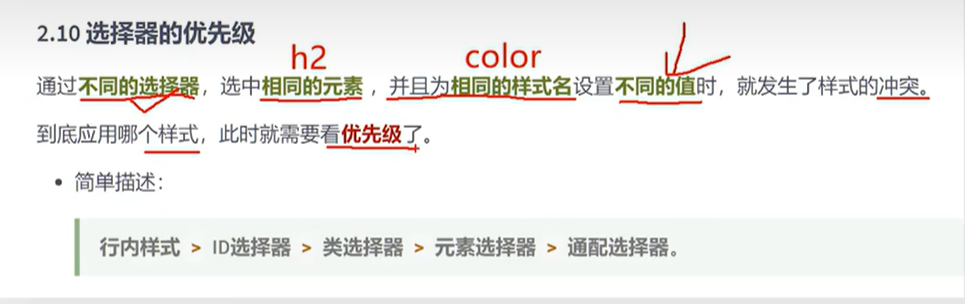 2.10 选择器的优先级
h2 color
通过不同的选择器，选中相同的元素 ，并且为相同的样式名设置不同的值时，就发生了样式的冲突。
到底应用哪个样式，此时就需要看优先级了。
• 简单描述：
行内样式 > ID选择器 > 类选择器 > 元素选择器 > 通配选择器。